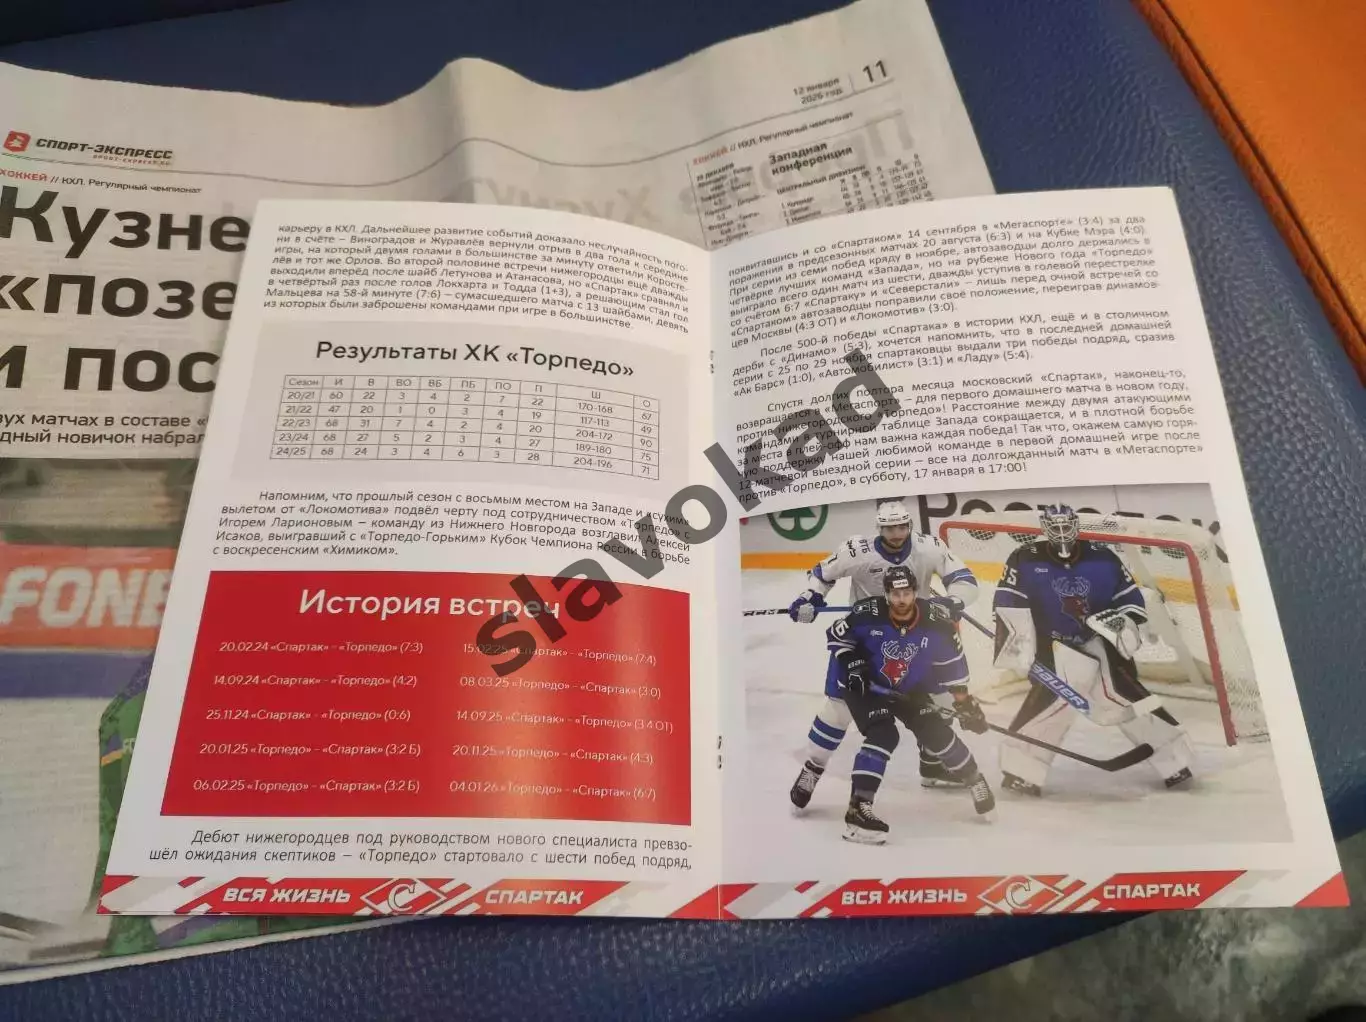 12 января
2026 год
11
СПОРТ-ЭКСПРЕСС
ХОККЕЙ // КХЛ. Регулярный чемпионат
ХОККЕЙ // КХЛ. Регулярный чемпионат
Западная
конференция
Кузне
«позе
и пос
вух матчах в составе «
дный новичок набрал
FONB
карьеру в КХЛ. Дальнейшее развитие событий доказало неслучайность пого-
ни в счёте – Виноградов и Журавлёв вернули отрыв в два гола к середине
игры, на который двумя голами в большинстве за минуту ответили Коросте-
лёв и тот же Орлов. Во второй половине встречи нижегородцы ещё дважды
выходили вперёд после шайб Летунова и Атанасова, но «Спартак» сравнял и
в четвёртый раз после голов Локхарта и Тодда (1+3), а решающим стал гол
Мальцева на 58-й минуте (7:6) – сумасшедшего матча с 13 шайбами, девять
из которых были заброшены командами при игре в большинстве.
Результаты ХК «Торпедо»
Сезон И В ВО ВБ ПБ ПО П Ш О
20/21 60 22 3 4 2 7 22 170-168 67
21/22 47 20 1 0 3 4 19 117-113 49
22/23 68 31 7 4 2 4 20 204-172 90
23/24 68 27 5 2 3 4 27 189-180 75
24/25 68 24 3 4 6 3 28 204-196 71
Напомним, что прошлый сезон с восьмым местом на Западе и «сухим»
вылетом от «Локомотива» подвёл черту под сотрудничеством «Торпедо» с
Игорем Ларионовым – команду из Нижнего Новгорода возглавил Алексей
Исаков, выигравший с «Торпедо-Горьким» Кубок Чемпиона России в борьбе
с воскресенским «Химиком».
История встреч
20.02.24 «Спартак» - «Торпедо» (7:3)
14.09.24 «Спартак» - «Торпедо» (4:2)
25.11.24 «Спартак» - «Торпедо» (0:6)
20.01.25 «Торпедо» - «Спартак» (3:2 Б)
06.02.25 «Торпедо» - «Спартак» (3:2 Б)
15.02.25 «Спартак» - «Торпедо» (7:4)
08.03.25 «Торпедо» - «Спартак» (3:0)
14.09.25 «Спартак» - «Торпедо» (3:4 ОТ)
20.11.25 «Торпедо» - «Спартак» (4:3)
04.01.26 «Торпедо» - «Спартак» (6:7)
Дебют нижегородцев под руководством нового специалиста превзо-
шёл ожидания скептиков – «Торпедо» стартовало с шести побед подряд,
ВСЯ ЖИЗНЬ СПАРТАК
поквитавшись и со «Спартаком» 14 сентября в «Мегаспорте» (3:4) за два
поражения в предсезонных матчах 20 августа (6:3) и на Кубке Мэра (4:0).
При серии из семи побед кряду в ноябре, автозаводцы долго держались в
четвёрке лучших команд «Запада», но на рубеже Нового года «Торпедо»
выиграло всего один матч из шести, дважды уступив в голевой перестрелке
со счётом 6:7 «Спартаку» и «Северстали» – лишь перед очной встречей со
«Спартаком» автозаводцы поправили своё положение, переиграв динамов-
цев Москвы (4:3 ОТ) и «Локомотив» (3:0).
После 500-й победы «Спартака» в истории КХЛ, ещё и в столичном
дерби с «Динамо» (5:3), хочется напомнить, что в последней домашней
серии с 25 по 29 ноября спартаковцы выдали три победы подряд, сразив
«Ак Барс» (1:0), «Автомобилист» (3:1) и «Ладу» (5:4).
Спустя долгих полтора месяца московский «Спартак», наконец-то,
возвращается в «Мегаспорт» – для первого домашнего матча в новом году,
против нижегородского «Торпедо»! Расстояние между двумя атакующими
командами в турнирной таблице Запада сокращается, и в плотной борьбе
за места в плей-офф нам важна каждая победа! Так что, окажем самую горя-
чую поддержку нашей любимой команде в первой домашней игре после
12-матчевой выездной серии – все на долгожданный матч в «Мегаспорте»
против «Торпедо», в субботу, 17 января в 17:00!
BAUER
ВСЯ ЖИЗНЬ СПАРТАК
slavokad